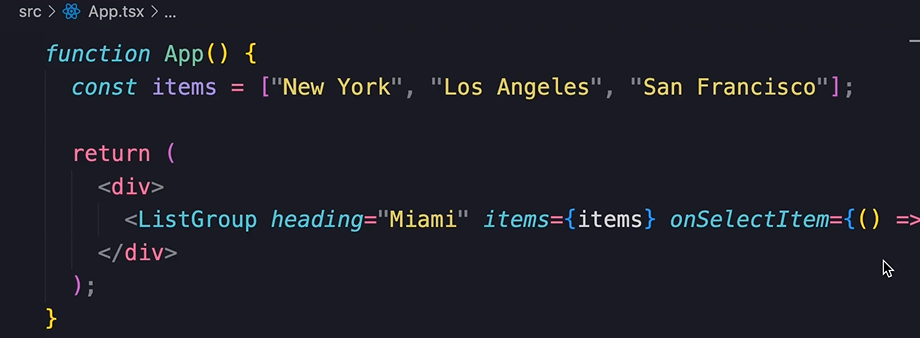 src > App.tsx > ...
function App() {
const items = ["New York", "Los Angeles", "San Francisco"];
return (
<div>
<ListGroup heading="Miami" items={items} onSelectItem={() =>
</div>
);
}